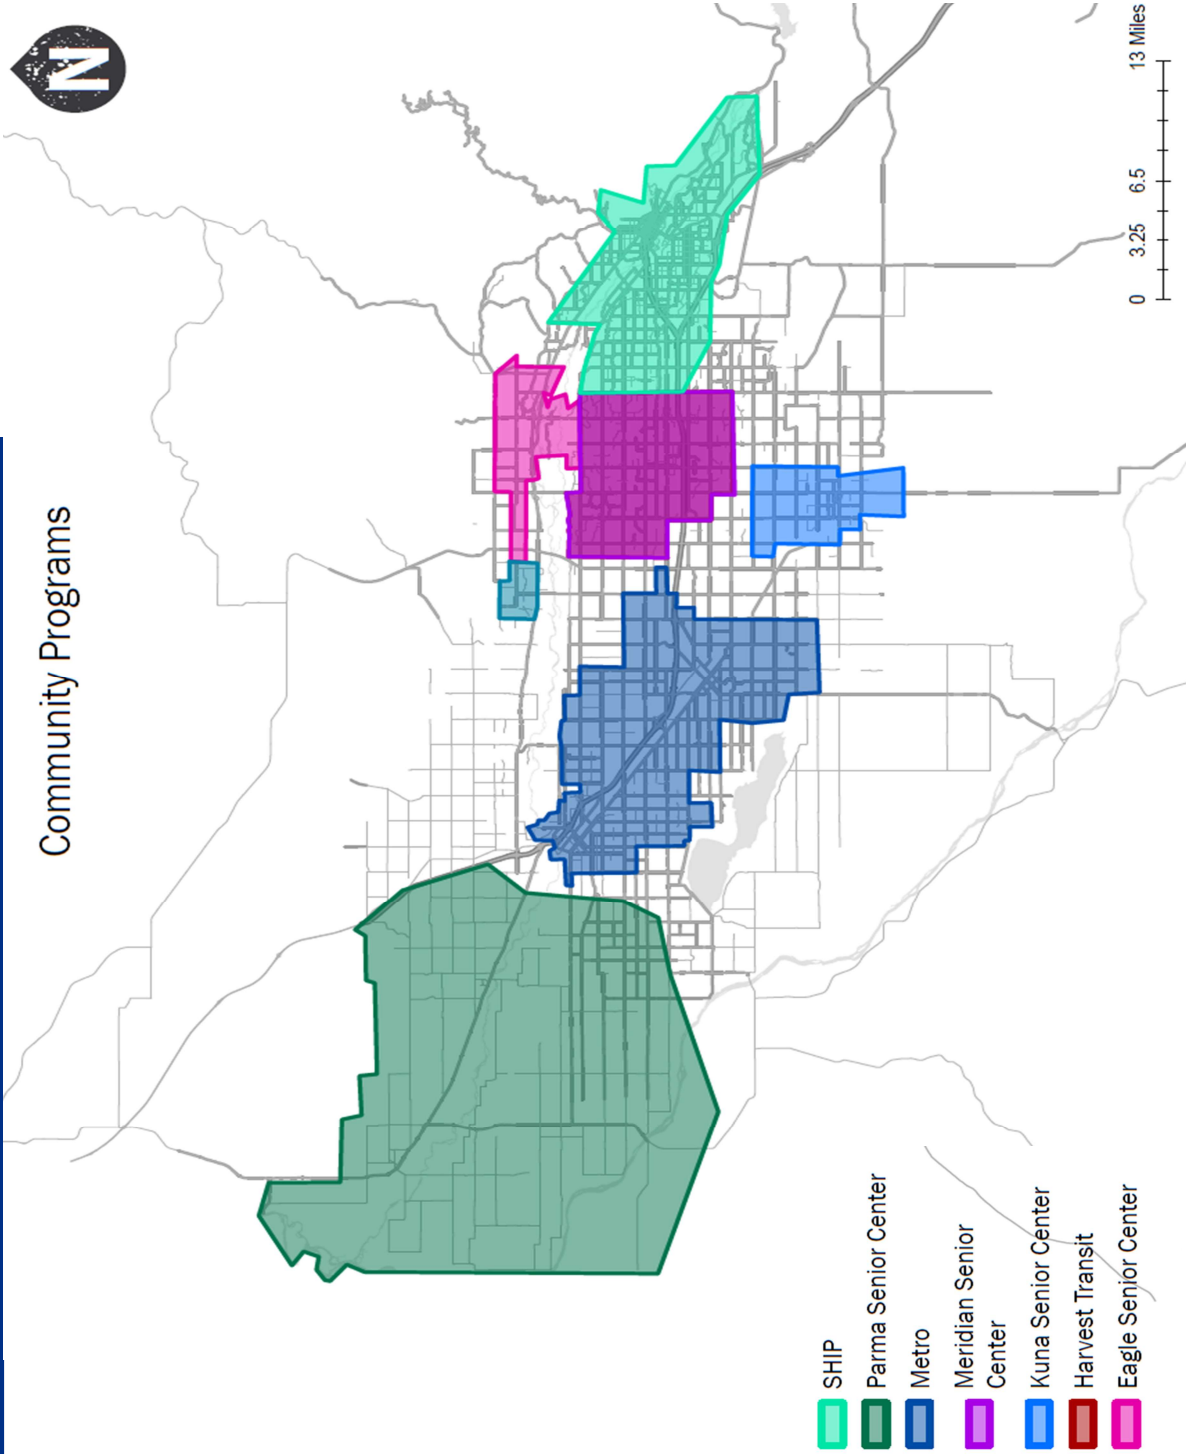 Community Programs
N
SHIP
Parma Senior Center
Metro
Meridian Senior
Center
Kuna Senior Center
Harvest Transit
Eagle Senior Center
0 3.25 6.5 13 Miles